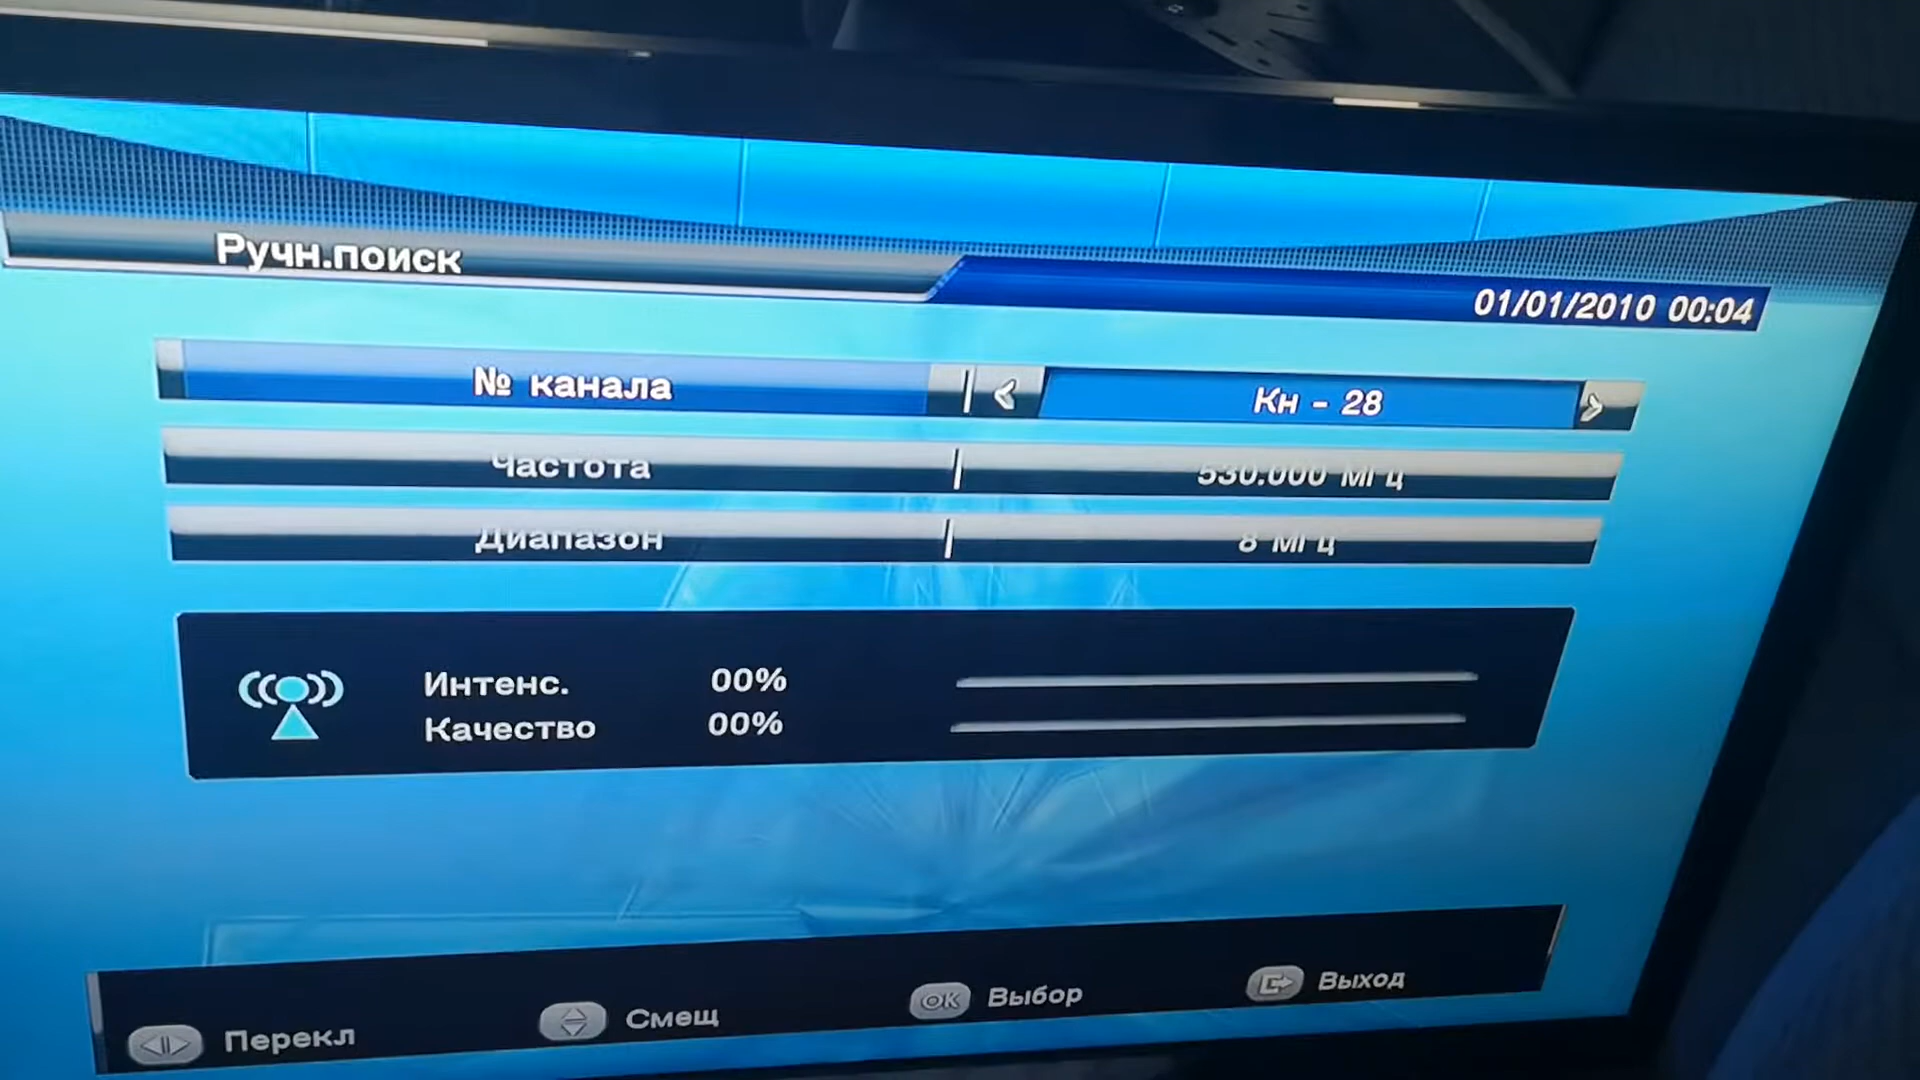 Ручн.поиск
01/01/2010 00:04
№ канала
Кн - 28
Частота
530.000 МГц
Диапазон
8 МГц
Интенс. 00%
Качество 00%
Перекл
Смещ
OK Выбор
Выход